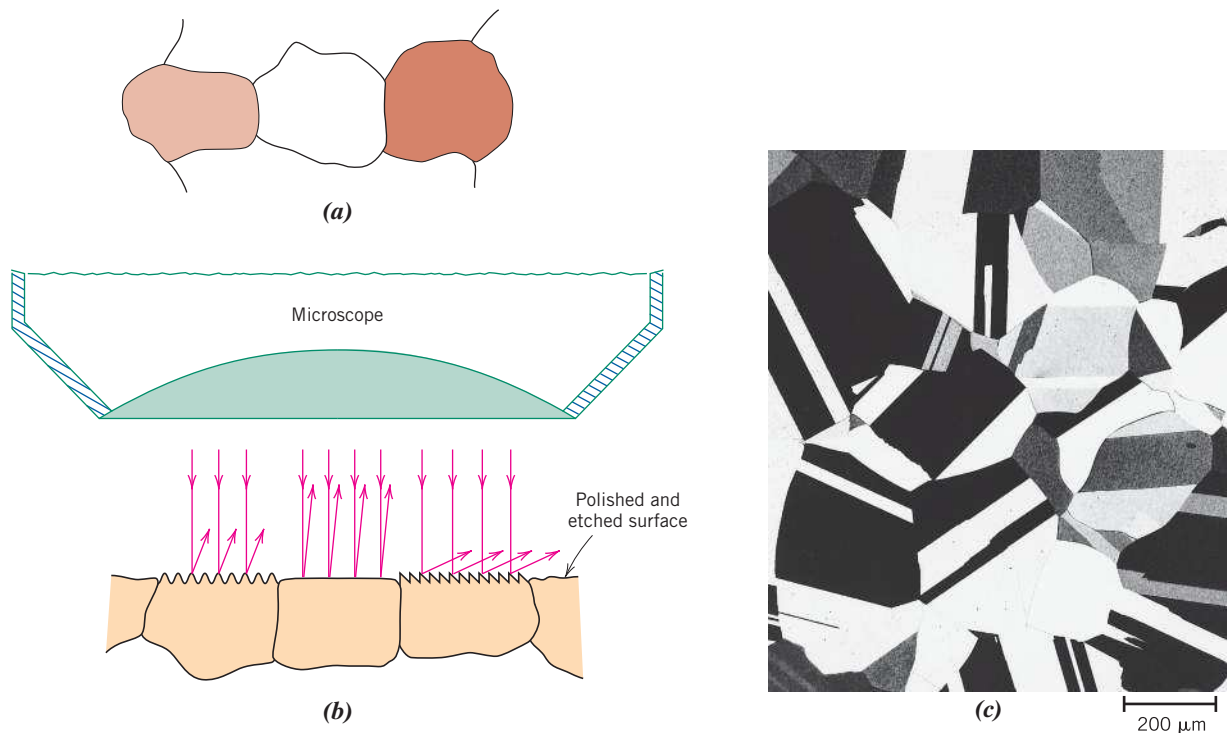 (a)
Microscope
Polished and
etched surface
(b)
(c)
200 μm